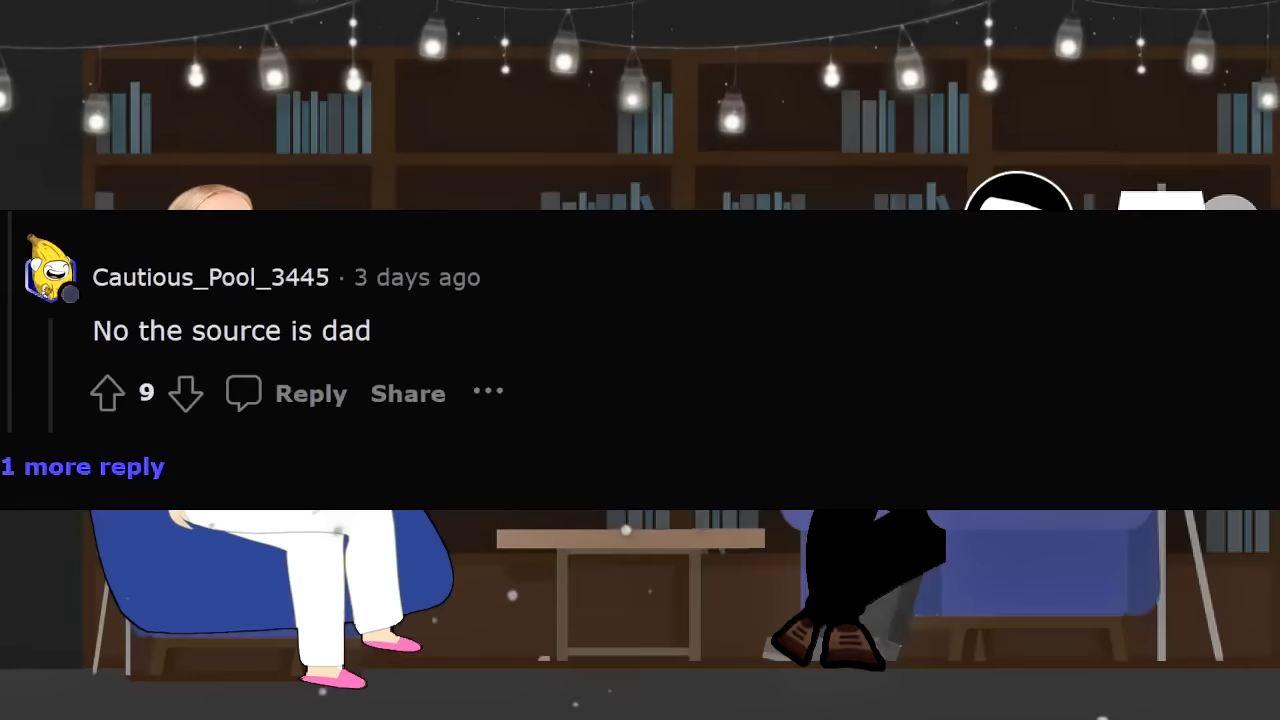 Cautious_Pool_3445 · 3 days ago
No the source is dad
9 Reply Share ···
1 more reply